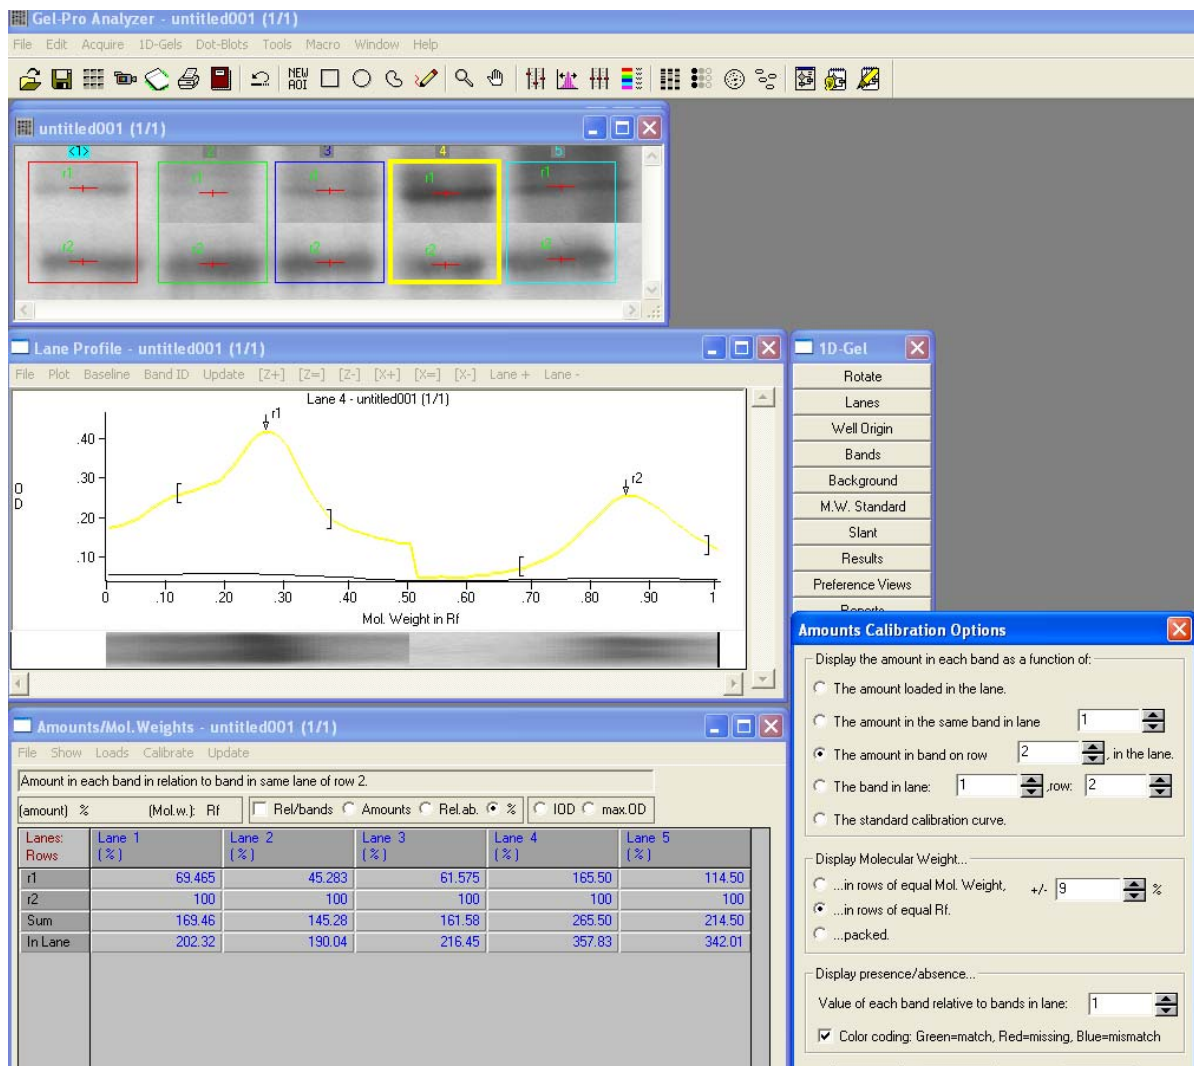 Gel-Pro Analyzer - untitled001 (1/1)
File Edit Acquire 1D-Gels Dot-Blots Tools Macro Window Help
NEW AOI
untitled001 (1/1)
<1> 2 3 4 5
r1 r1 r1 r1
r2 r2 r2 r2 r2
Lane Profile - untitled001 (1/1)
File Plot Baseline Band ID Update [Z+] [Z=] [Z-] [X+] [X=] [X-] Lane + Lane -
Lane 4 - untitled001 (1/1)
r1
.40
.30
r2
O D
.20
.10
0 .10 .20 .30 .40 .50 .60 .70 .80 .90 1
Mol. Weight in Rf
1D-Gel
Rotate
Lanes
Well Origin
Bands
Background
M.W. Standard
Slant
Results
Preference Views
Reports
Amounts/Mol.Weights - untitled001 (1/1)
File Show Loads Calibrate Update
Amount in each band in relation to band in same lane of row 2.
(amount) % (Mol.w.): Rf Rel/bands Amounts Rel.ab. % IOD max.OD
Lanes: Rows Lane 1 (%) Lane 2 (%) Lane 3 (%) Lane 4 (%) Lane 5 (%)
r1 69.465 45.283 61.575 165.50 114.50
r2 100 100 100 100 100
Sum 169.46 145.28 161.58 265.50 214.50
In Lane 202.32 190.04 216.45 357.83 342.01
Amounts Calibration Options
Display the amount in each band as a function of:
The amount loaded in the lane.
The amount in the same band in lane 1
The amount in band on row 2 , in the lane.
The band in lane: 1 ,row: 2
The standard calibration curve.
Display Molecular Weight...
...in rows of equal Mol. Weight, +/- 9 %
...in rows of equal Rf.
...packed.
Display presence/absence...
Value of each band relative to bands in lane: 1
Color coding: Green=match, Red=missing, Blue=mismatch